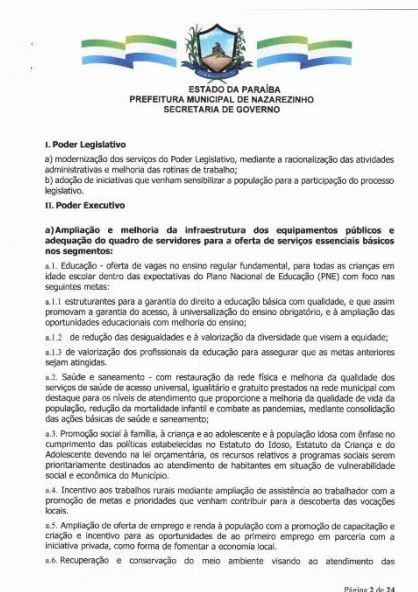 ESTADO DA PARAÍBA
PREFEITURA MUNICIPAL DE NAZAREZINHO
SECRETARIA DE GOVERNO
I. Poder Legislativo
a) modernização dos serviços do Poder Legislativo, mediante a racionalização das atividades
administrativas e melhoria das rotinas de trabalho;
b) adoção de iniciativas que venham sensibilizar a população para a participação do processo
legislativo.
II. Poder Executivo
a)Ampliação e melhoria da infraestrutura dos equipamentos públicos e
adequação do quadro de servidores para a oferta de serviços essenciais básicos
nos segmentos:
a.1. Educação - oferta de vagas no ensino regular fundamental, para todas as crianças em
idade escolar dentro das expectativas do Plano Nacional de Educação (PNE) com foco nas
seguintes metas:
a.1.1 estruturantes para a garantia do direito a educação básica com qualidade, e que assim
promovam a garantia do acesso, à universalização do ensino obrigatório, e à ampliação das
oportunidades educacionais com melhoria do ensino;
a.1.2 de redução das desigualdades e à valorização da diversidade que visem a equidade;
a.1.3 de valorização dos profissionais da educação para assegurar que as metas anteriores
sejam atingidas.
a.2. Saúde e saneamento - com restauração da rede física e melhoria da qualidade dos
serviços de saúde de acesso universal, igualitário e gratuito prestados na rede municipal com
destaque para os níveis de atendimento que proporcione a melhoria da qualidade de vida da
população, redução da mortalidade infantil e combate as pandemias, mediante consolidação
das ações básicas de saúde e saneamento;
a.3. Promoção social à família, à criança e ao adolescente e à população idosa com ênfase no
cumprimento das políticas estabelecidas no Estatuto do Idoso, Estatuto da Criança e do
Adolescente devendo na lei orçamentária, os recursos relativos a programas sociais serem
prioritariamente destinados ao atendimento de habitantes em situação de vulnerabilidade
social e econômica do Município.
a.4. Incentivo aos trabalhos rurais mediante ampliação de assistência ao trabalhador com a
promoção de metas e prioridades que venham contribuir para a descoberta das vocações
locais.
a.5. Ampliação de oferta de emprego e renda à população com a promoção de capacitação e
criação e incentivo para as oportunidades de ao primeiro emprego em parceria com a
iniciativa privada, como forma de fomentar a economia local.
a.6. Recuperação e conservação do meio ambiente visando ao atendimento das
Página 2 de 24